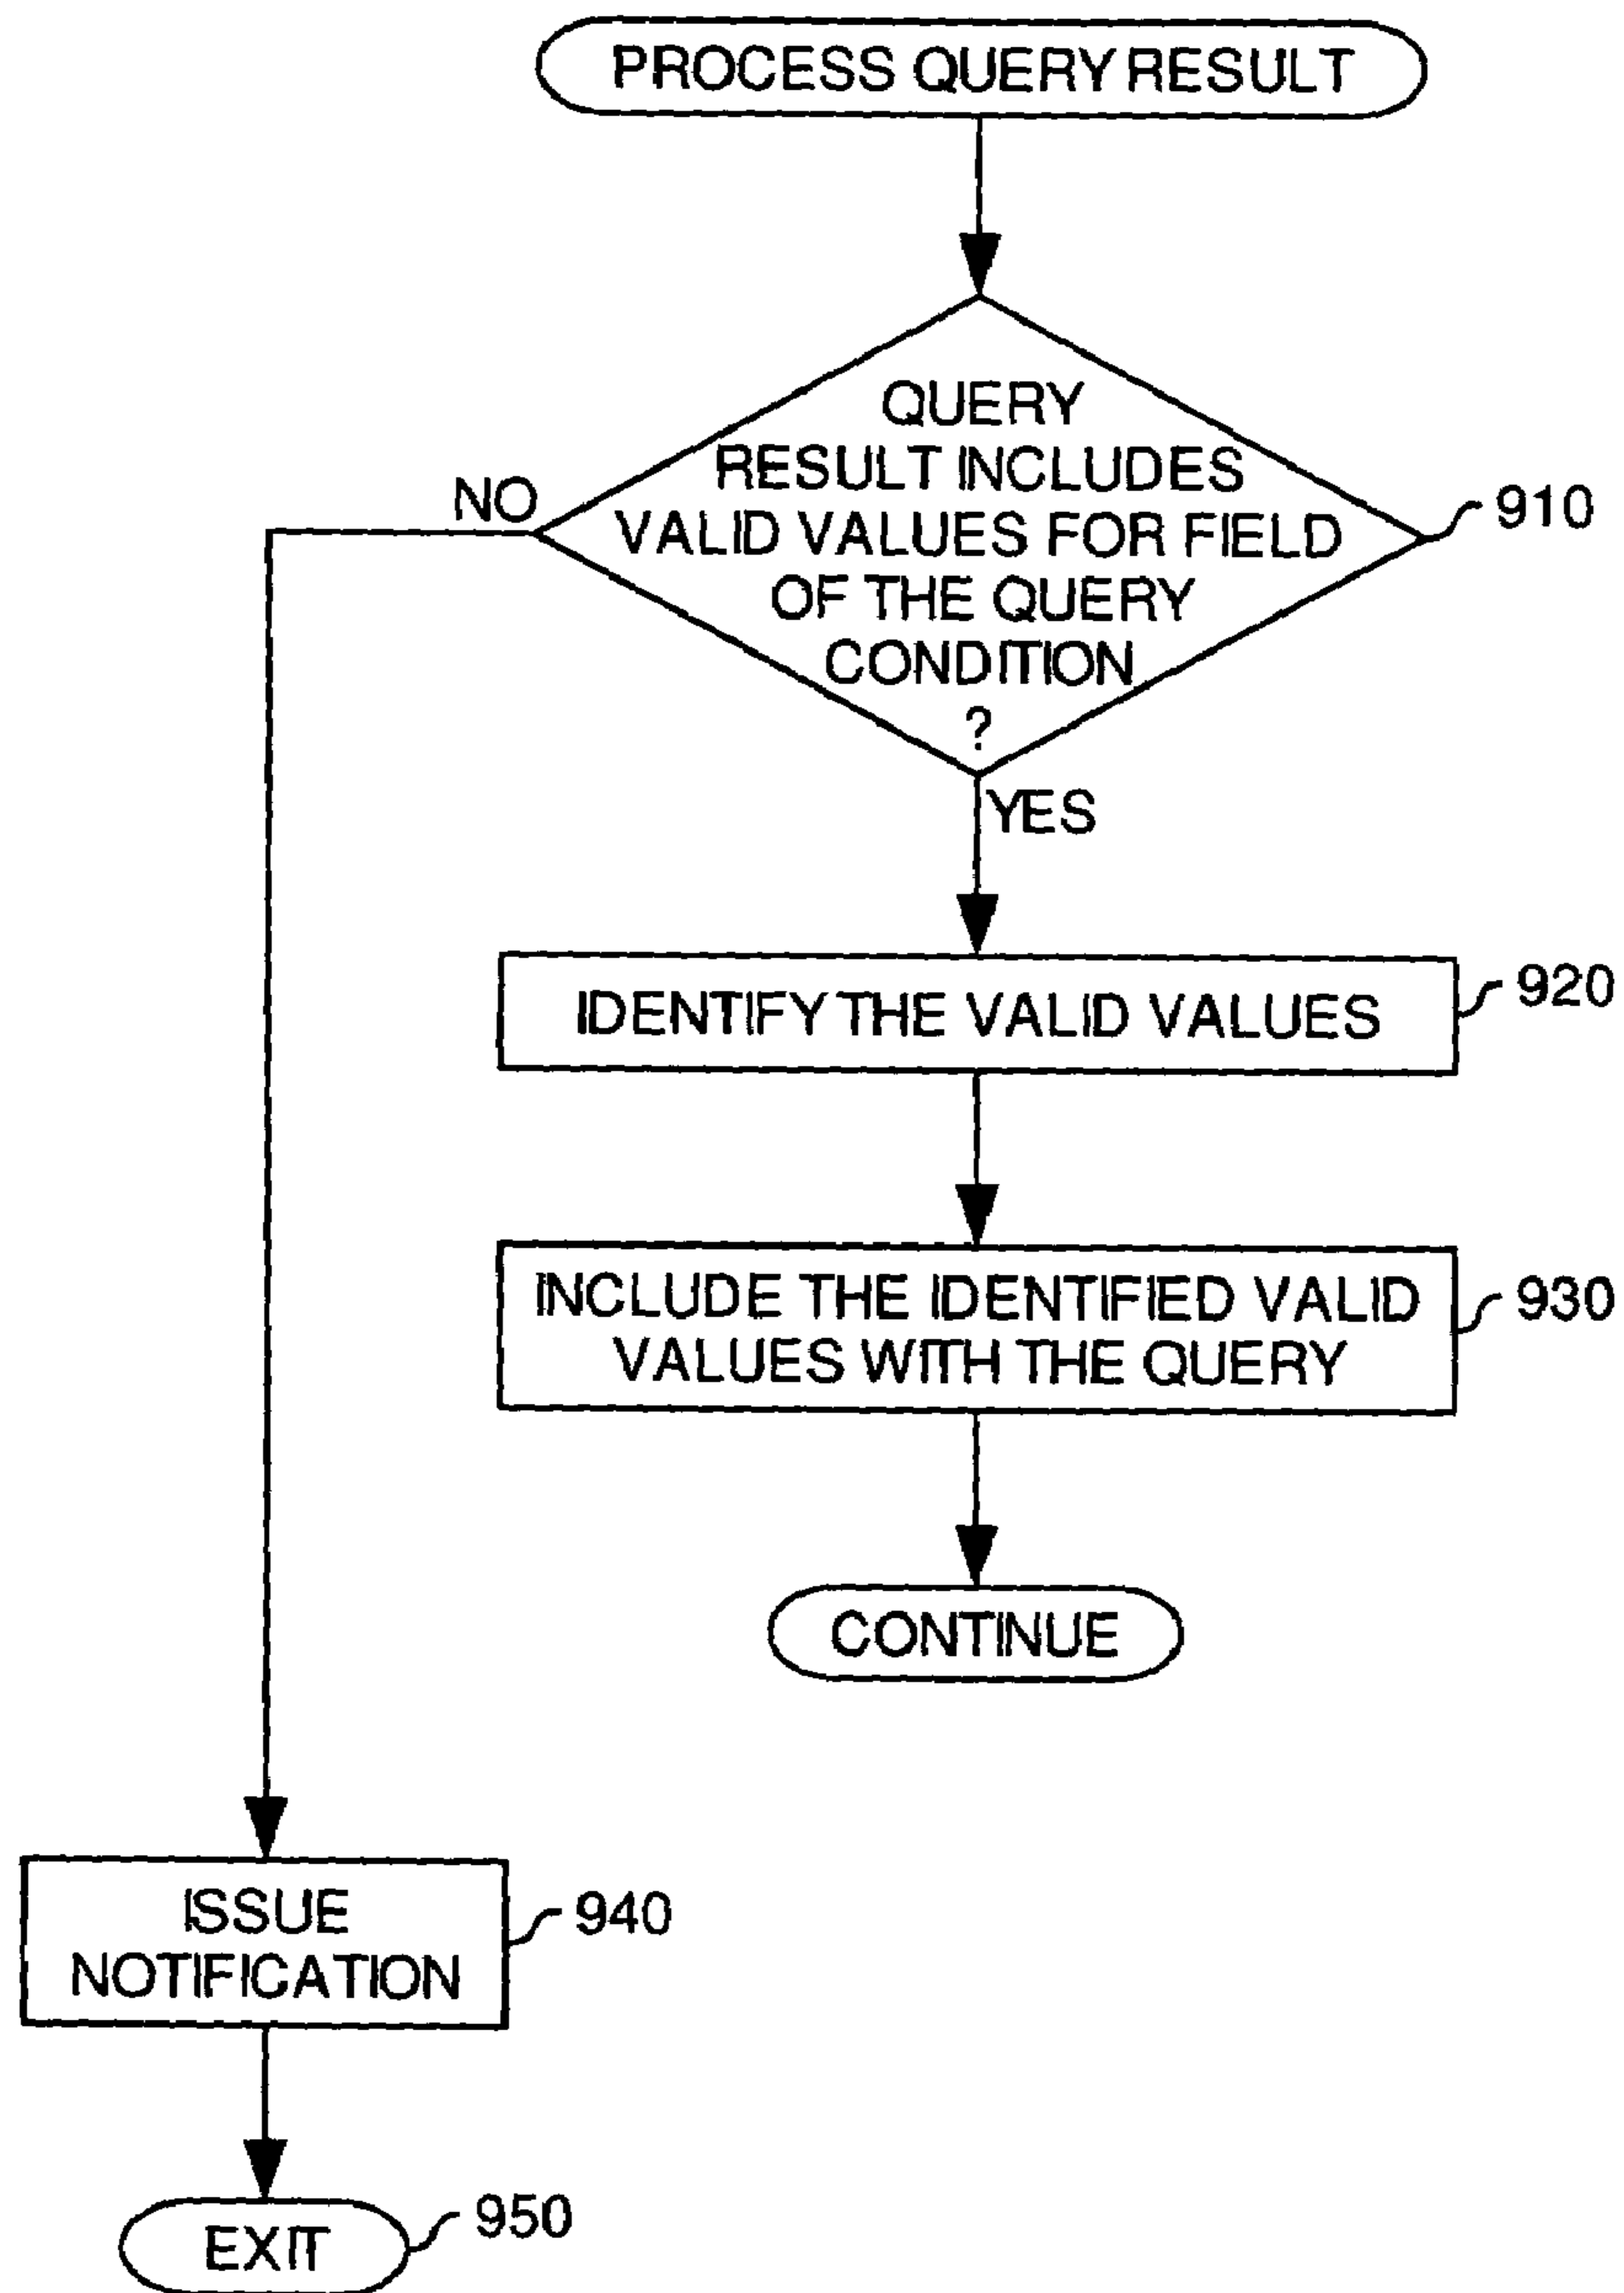 PROCESS QUERY RESULT
QUERY
RESULT INCLUDES
VALID VALUES FOR FIELD
OF THE QUERY
CONDITION
?
NO
910
YES
IDENTIFY THE VALID VALUES
920
INCLUDE THE IDENTIFIED VALID
VALUES WITH THE QUERY
930
CONTINUE
ISSUE
NOTIFICATION
940
EXIT
950